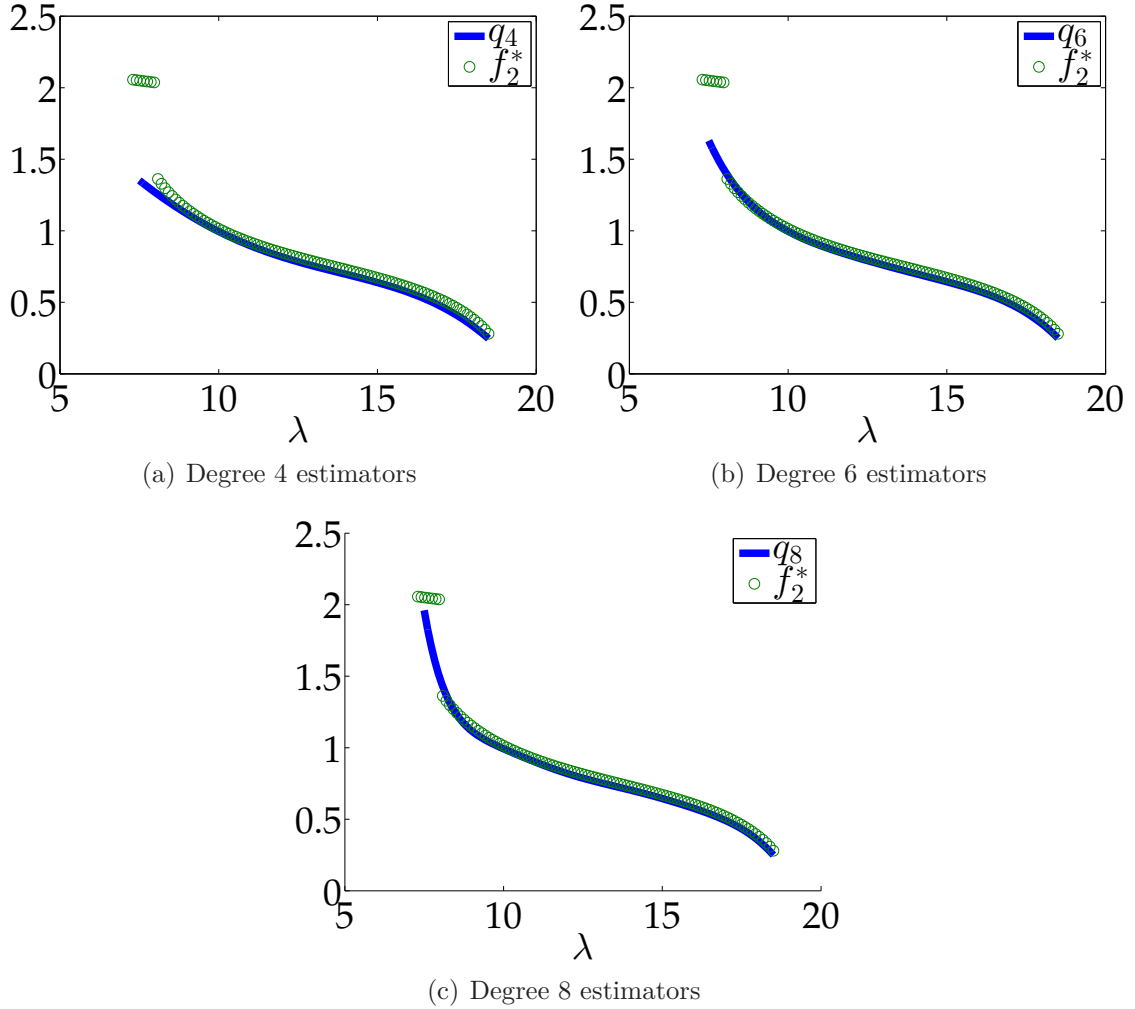 2.5
2
1.5
1
0.5
0
5 10 15 20
λ
q₄
f₂*
(a) Degree 4 estimators
2.5
2
1.5
1
0.5
0
5 10 15 20
λ
q₆
f₂*
(b) Degree 6 estimators
2.5
2
1.5
1
0.5
0
5 10 15 20
λ
q₈
f₂*
(c) Degree 8 estimators